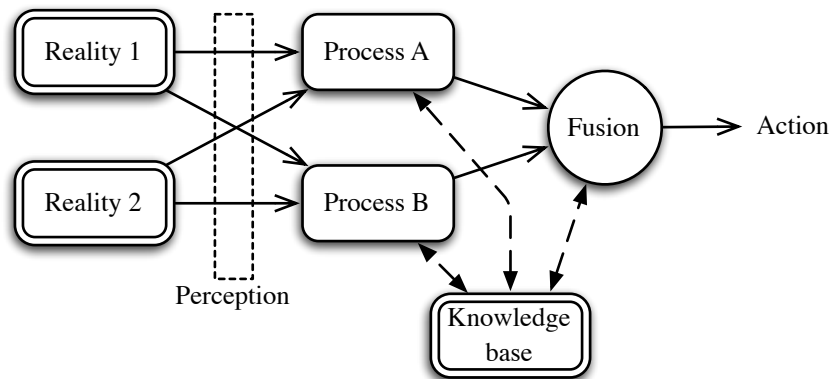 Reality 1
Process A
Fusion
Action
Reality 2
Process B
Perception
Knowledge
base